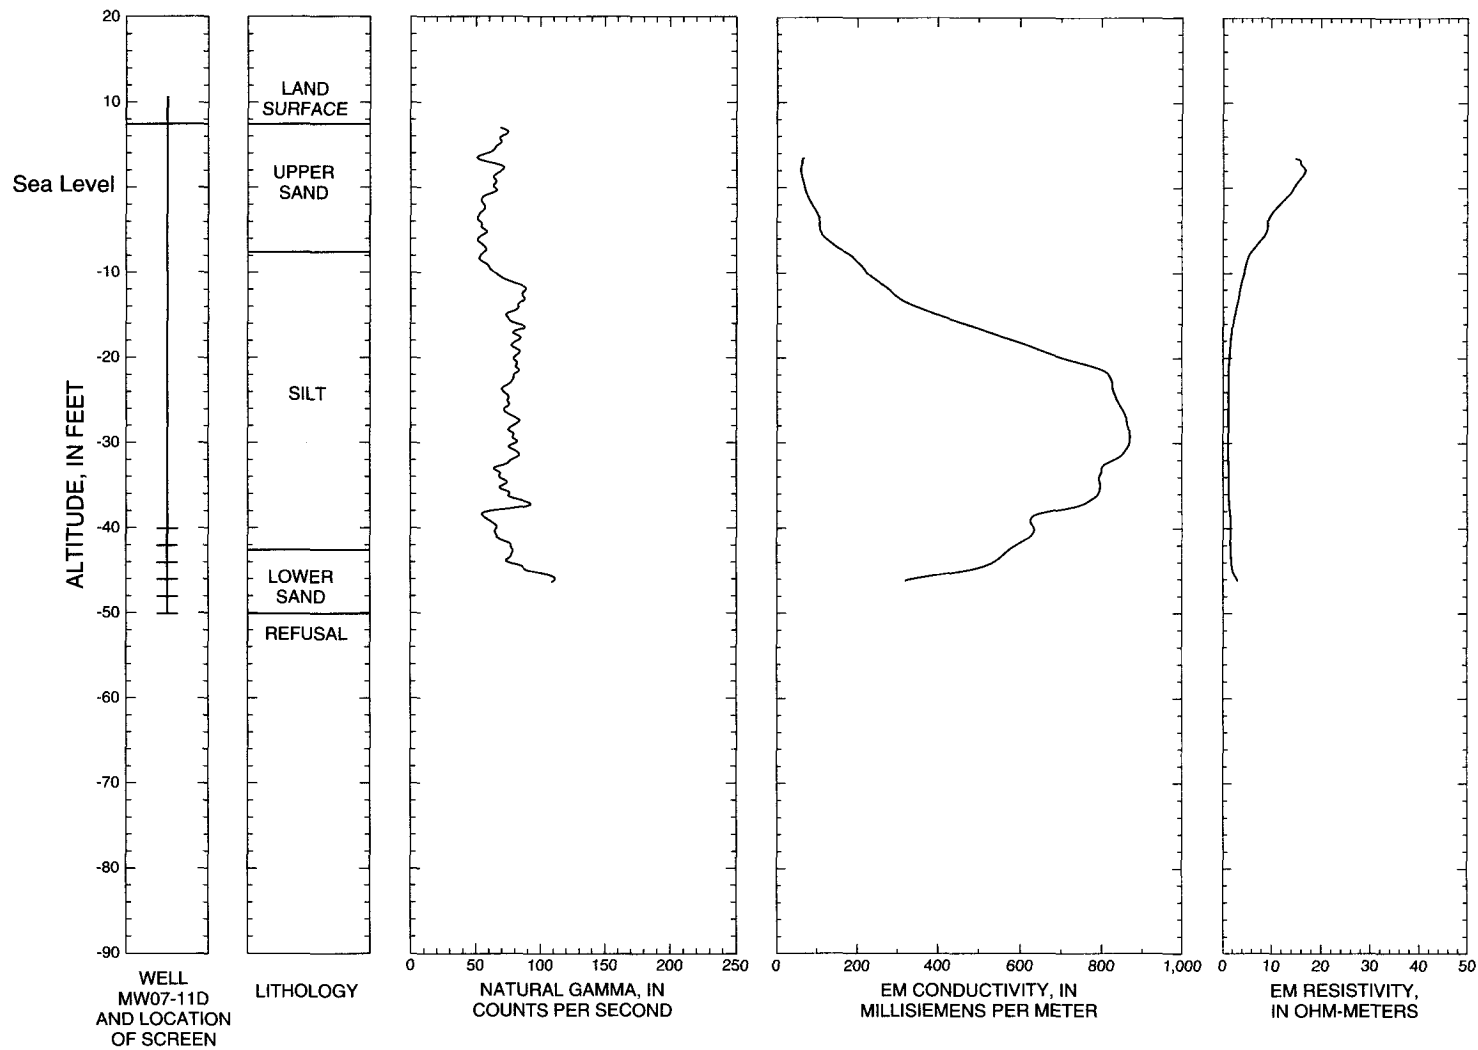 20
10
Sea Level
-10
-20
-30
-40
-50
-60
-70
-80
-90
ALTITUDE, IN FEET
LAND
SURFACE
UPPER
SAND
SILT
LOWER
SAND
REFUSAL
0 50 100 150 200 250
0 200 400 600 800 1,000
0 10 20 30 40 50
WELL
MW07-11D
AND LOCATION
OF SCREEN
LITHOLOGY
NATURAL GAMMA, IN
COUNTS PER SECOND
EM CONDUCTIVITY, IN
MILLISIEMENS PER METER
EM RESISTIVITY,
IN OHM-METERS